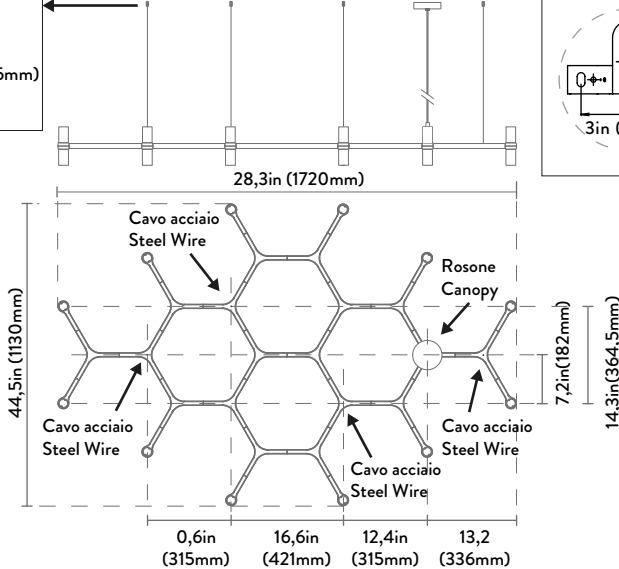 6mm)
3in (
28,3in (1720mm)
Cavo acciaio
Steel Wire
Rosone
Canopy
44,5in (1130mm)
7,2in(182mm)
14.3in(364.5mm)
Cavo acciaio
Steel Wire
Cavo acciaio
Steel Wire
Cavo acciaio
Steel Wire
0,6in
(315mm)
16,6in
(421mm)
12,4in
(315mm)
13,2
(336mm)